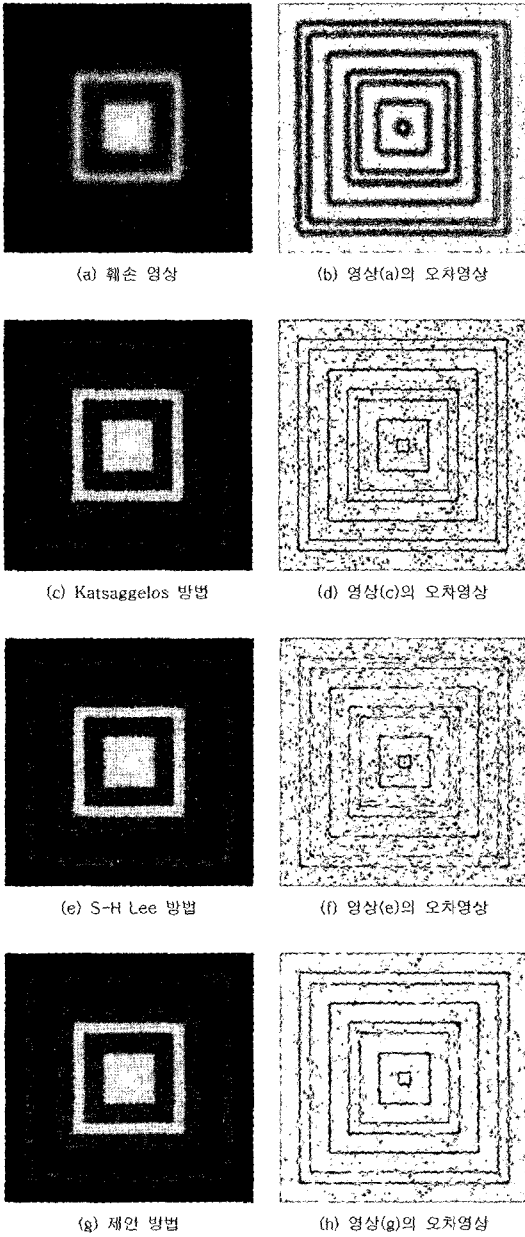 (a) 훼손 영상
(b) 영상(a)의 오차영상
(c) Katsaggelos 방법
(d) 영상(c)의 오차영상
(e) S-H Lee 방법
(f) 영상(e)의 오차영상
(g) 제안 방법
(h) 영상(g)의 오차영상